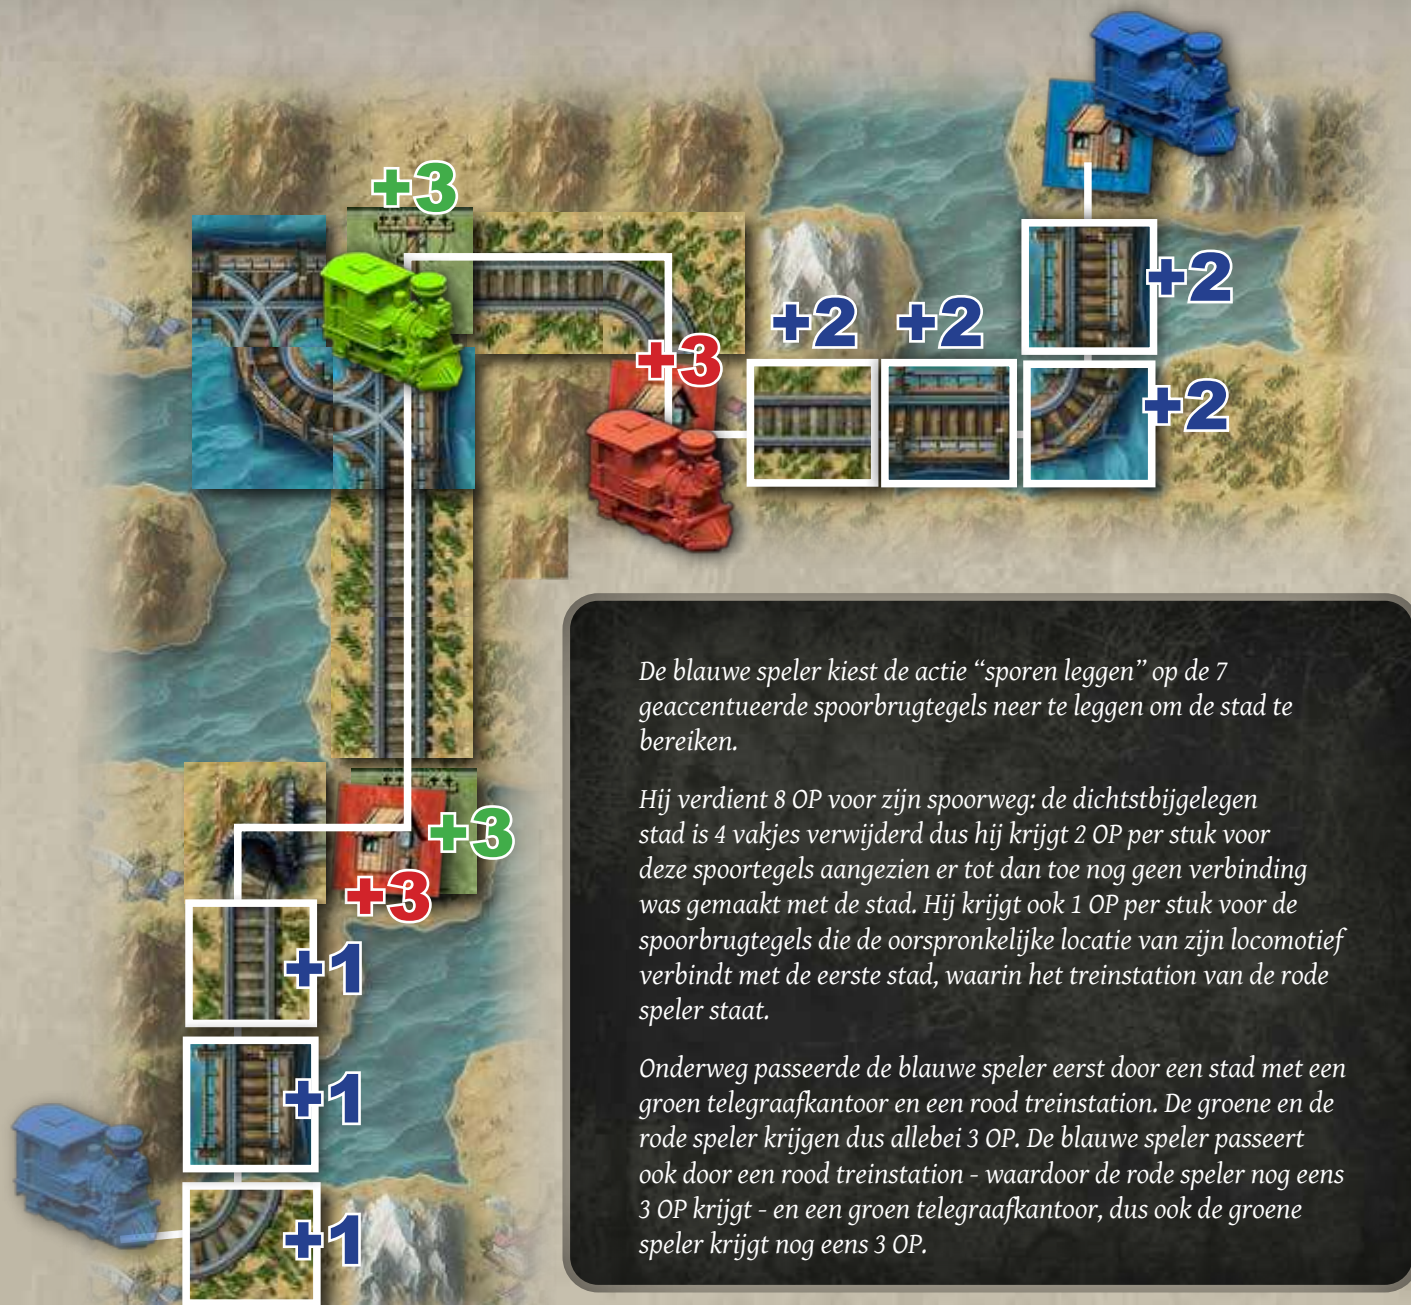 +3
+2
+2
+2
+3
+2
De blauwe speler kiest de actie “sporen leggen” op de 7
geaccentueerde spoorbrugtegels neer te leggen om de stad te
bereiken.
Hij verdient 8 OP voor zijn spoorweg: de dichtstbijgelegen
stad is 4 vakjes verwijderd dus hij krijgt 2 OP per stuk voor
deze spoortegels aangezien er tot dan toe nog geen verbinding
was gemaakt met de stad. Hij krijgt ook 1 OP per stuk voor de
spoorbrugtegels die de oorspronkelijke locatie van zijn locomotief
verbindt met de eerste stad, waarin het treinstation van de rode
speler staat.
Onderweg passeerde de blauwe speler eerst door een stad met een
groen telegraafkantoor en een rood treinstation. De groene en de
rode speler krijgen dus allebei 3 OP. De blauwe speler passeert
ook door een rood treinstation - waardoor de rode speler nog eens
3 OP krijgt - en een groen telegraafkantoor, dus ook de groene
speler krijgt nog eens 3 OP.
+3
+3
+1
+1
+1